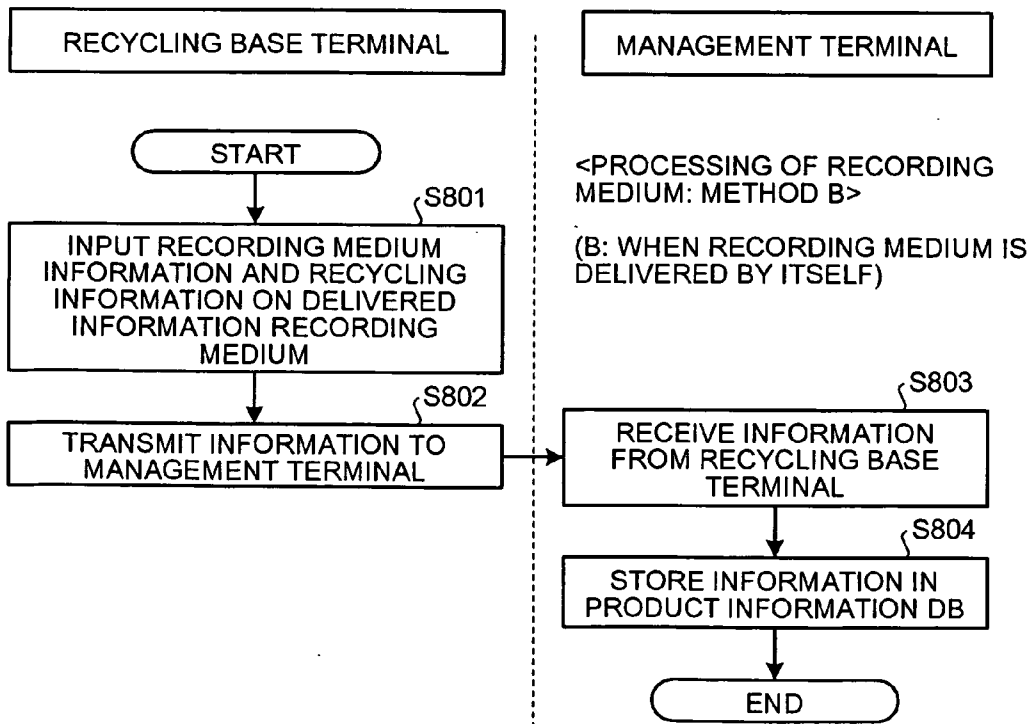 RECYCLING BASE TERMINAL
MANAGEMENT TERMINAL
START
<PROCESSING OF RECORDING
MEDIUM: METHOD B>
(B: WHEN RECORDING MEDIUM IS
DELIVERED BY ITSELF)
S801
INPUT RECORDING MEDIUM
INFORMATION AND RECYCLING
INFORMATION ON DELIVERED
INFORMATION RECORDING
MEDIUM
S802
TRANSMIT INFORMATION TO
MANAGEMENT TERMINAL
S803
RECEIVE INFORMATION
FROM RECYCLING BASE
TERMINAL
S804
STORE INFORMATION IN
PRODUCT INFORMATION DB
END